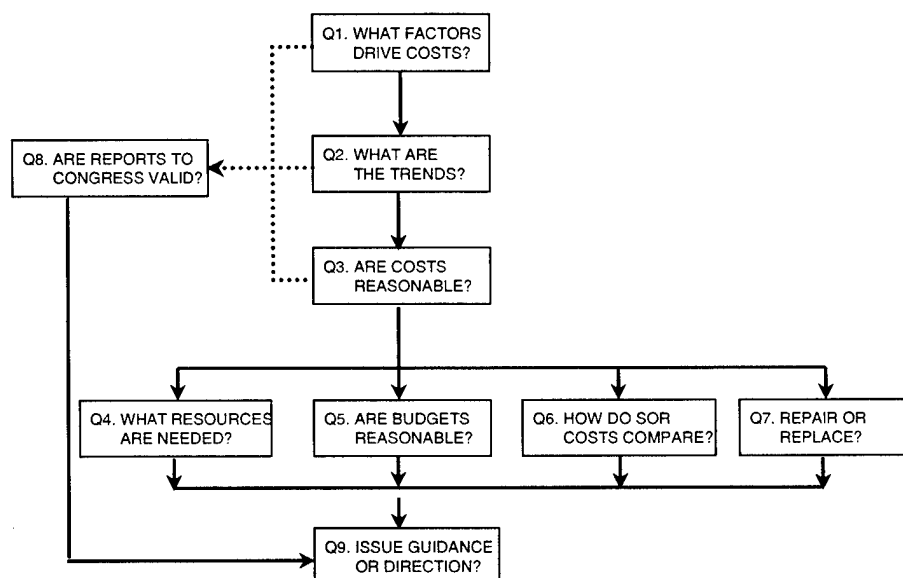 Q1. WHAT FACTORS
DRIVE COSTS?
Q8. ARE REPORTS TO
CONGRESS VALID?
Q2. WHAT ARE
THE TRENDS?
Q3. ARE COSTS
REASONABLE?
Q4. WHAT RESOURCES
ARE NEEDED?
Q5. ARE BUDGETS
REASONABLE?
Q6. HOW DO SOR
COSTS COMPARE?
Q7. REPAIR OR
REPLACE?
Q9. ISSUE GUIDANCE
OR DIRECTION?